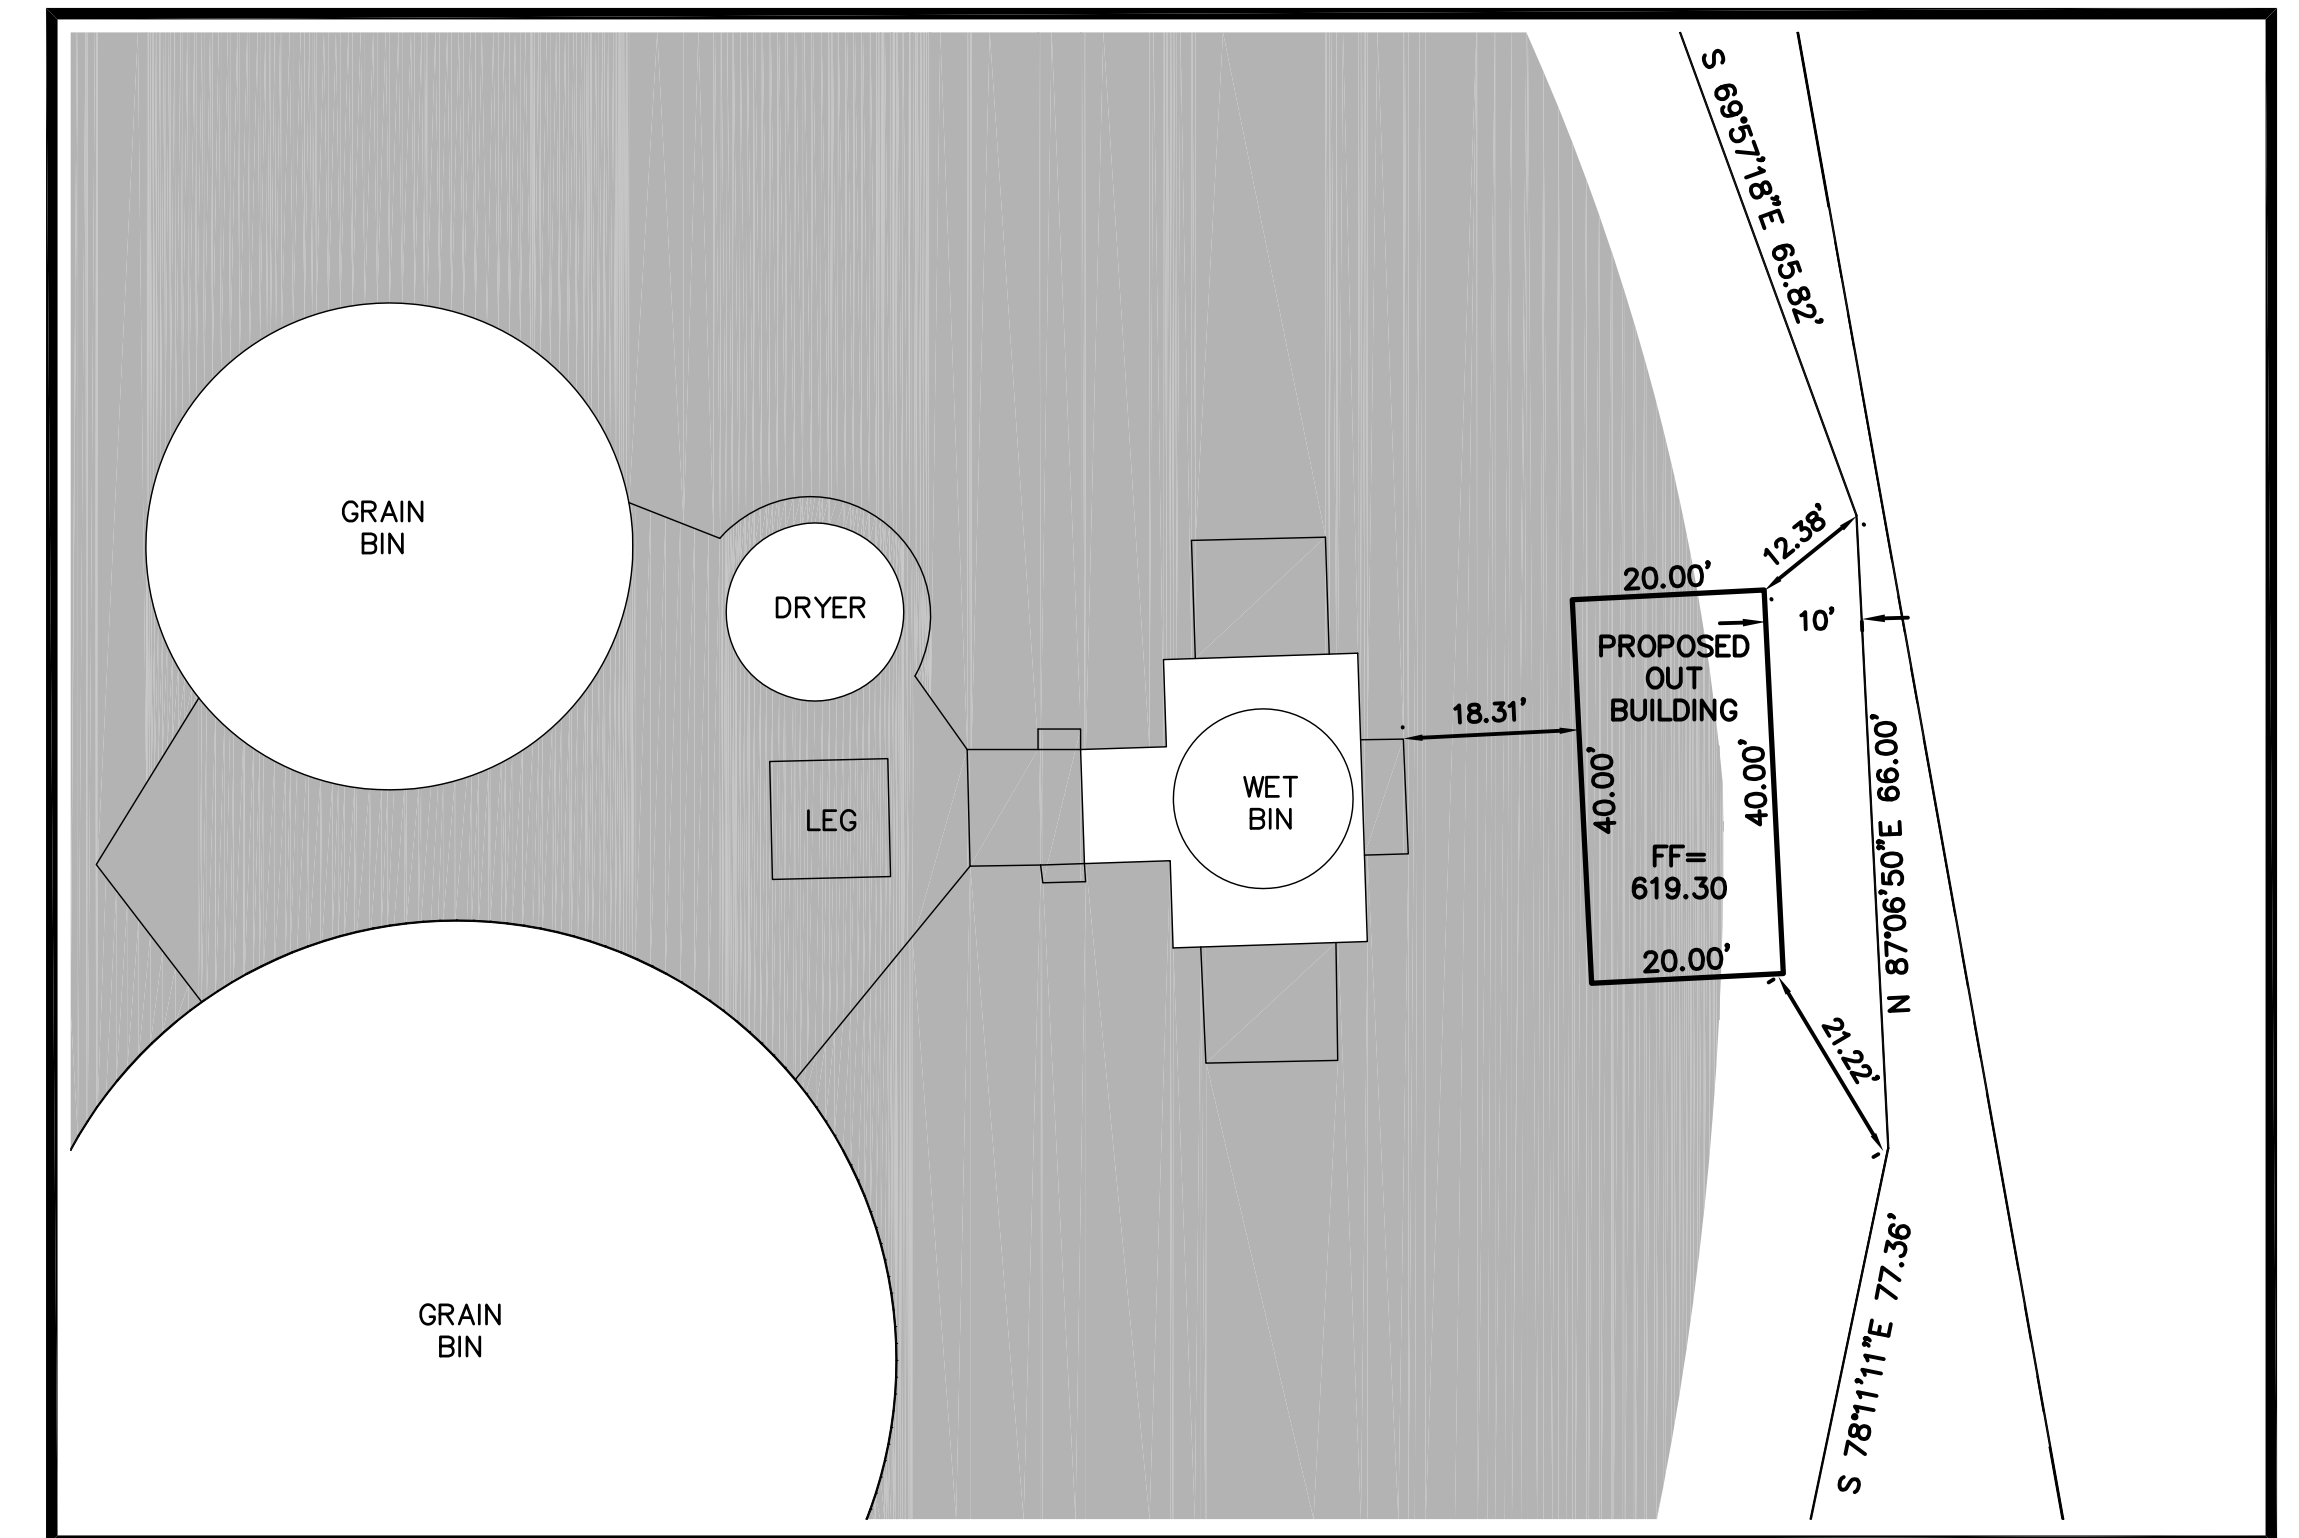 S 69°57'18"E 65.82'
GRAIN
BIN
12.38'
20.00'
DRYER
10'
PROPOSED
OUT
BUILDING
18.31'
40.00'
40.00'
N 87°06'50"E 66.00'
WET
BIN
LEG
FF=
619.30
20.00'
21.22'
S 78°11'11"E 77.36'
GRAIN
BIN